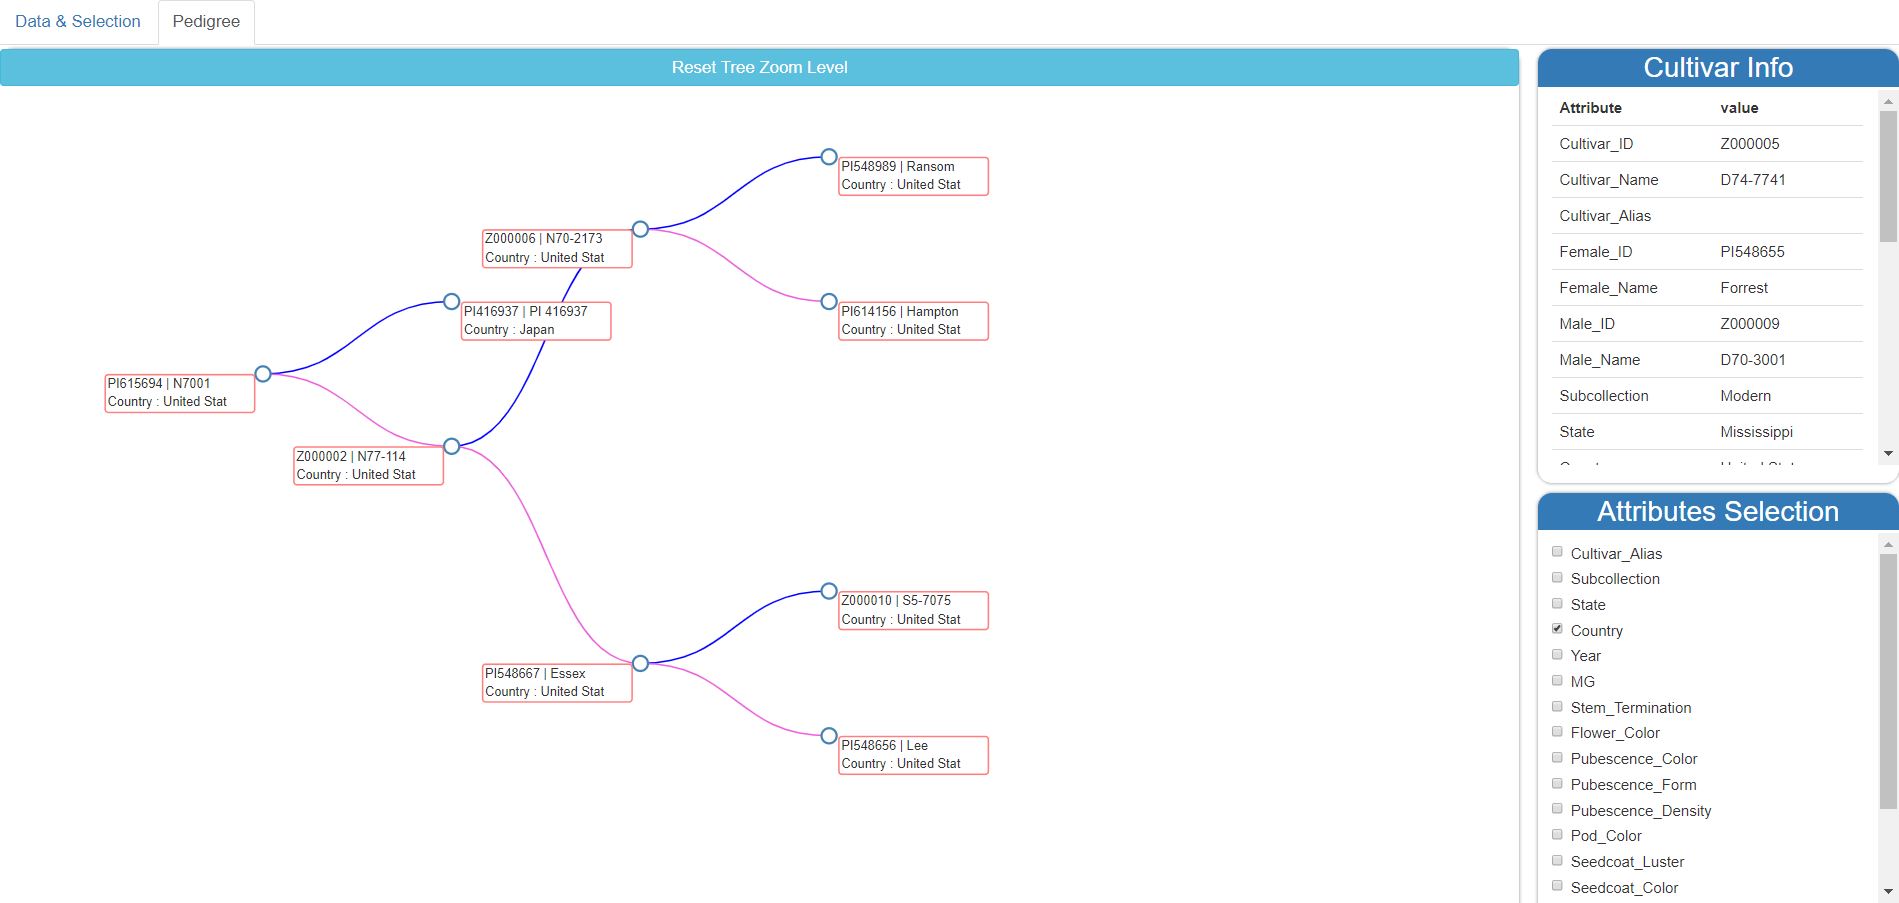 Data & Selection
Pedigree
Reset Tree Zoom Level
PI548989 | Ransom
Country : United Stat
Z000006 | N70-2173
Country : United Stat
PI416937 | PI 416937
Country : Japan
PI614156 | Hampton
Country : United Stat
PI615694 | N7001
Country : United Stat
Z000002 | N77-114
Country : United Stat
Z000010 | S5-7075
Country : United Stat
PI548667 | Essex
Country : United Stat
PI548656 | Lee
Country : United Stat
Cultivar Info
Attribute value
Cultivar_ID Z000005
Cultivar_Name D74-7741
Cultivar_Alias
Female_ID PI548655
Female_Name Forrest
Male_ID Z000009
Male_Name D70-3001
Subcollection Modern
State Mississippi
Attributes Selection
Cultivar_Alias
Subcollection
State
Country
Year
MG
Stem_Termination
Flower_Color
Pubescence_Color
Pubescence_Form
Pubescence_Density
Pod_Color
Seedcoat_Luster
Seedcoat_Color